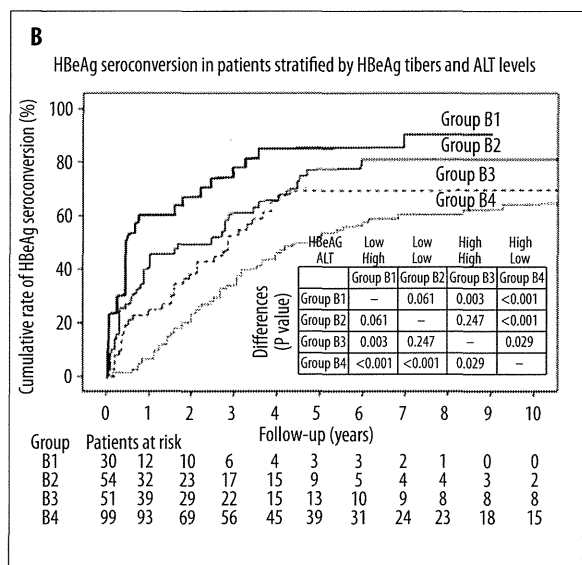 B
HBeAg seroconversion in patients stratified by HBeAg tibers and ALT levels
Cumulative rate of HBeAg seroconversion (%)
100
80
60
40
20
0
Group B1
Group B2
Group B3
Group B4
HBeAG Low Low High High
ALT High Low High Low
Differences
(P value)
Group B1 Group B2 Group B3 Group B4
Group B1 – 0.061 0.003 <0.001
Group B2 0.061 – 0.247 <0.001
Group B3 0.003 0.247 – 0.029
Group B4 <0.001 <0.001 0.029 –
0 1 2 3 4 5 6 7 8 9 10
Follow-up (years)
Group Patients at risk
B1 30 12 10 6 4 3 3 2 1 0 0
B2 54 32 23 17 15 9 5 4 4 3 2
B3 51 39 29 22 15 13 10 9 8 8 8
B4 99 93 69 56 45 39 31 24 23 18 15